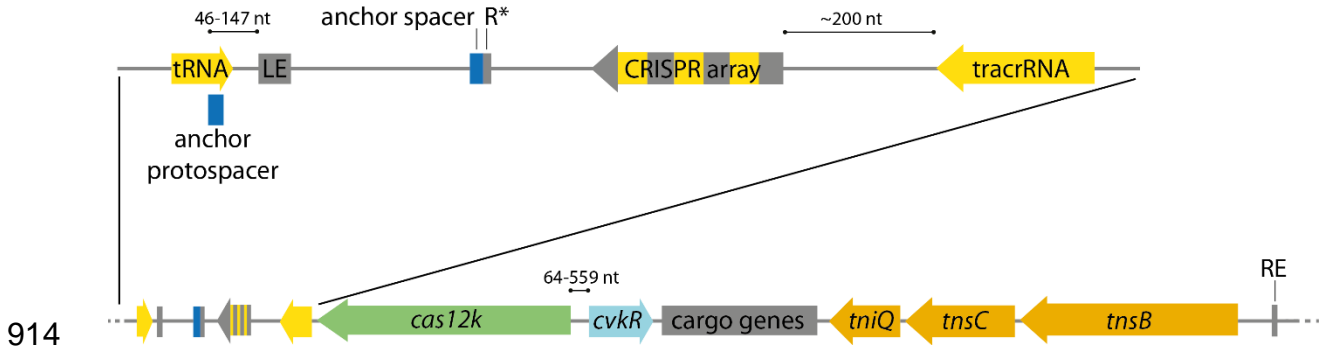 46-147 nt
anchor spacer R*
~200 nt
tRNA
LE
CRISPR array
tracrRNA
anchor
protospacer
64-559 nt
RE
914
cas12k
cvkR
cargo genes
tniQ
tnsC
tnsB